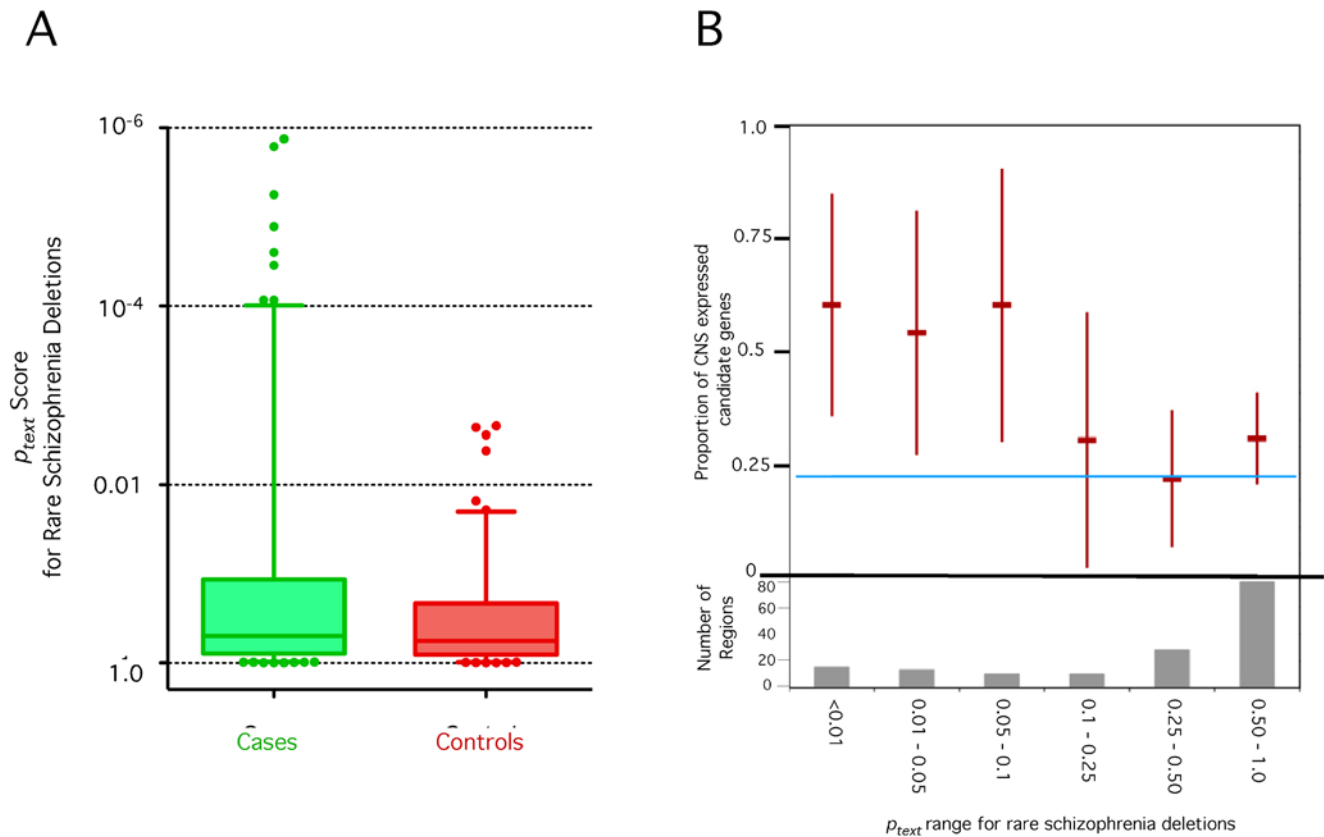 A
10-6
10-4
0.01
1.0
ptext Score
for Rare Schizophrenia Deletions
Cases
Controls
B
1.0
0.75
0.5
0.25
0
Proportion of CNS expressed
candidate genes
80
60
40
20
0
Number of
Regions
<0.01
0.01 - 0.05
0.05 - 0.1
0.1 - 0.25
0.25 - 0.50
0.50 - 1.0
ptext range for rare schizophrenia deletions